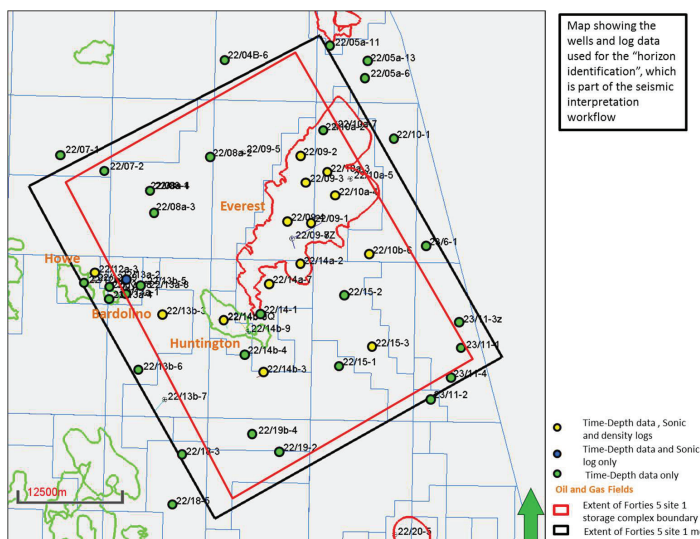 Map showing the
wells and log data
used for the "horizon
identification", which
is part of the seismic
interpretation
workflow
22/05a-11
22/04B-6
22/05a-13
22/05a-6
22/10a-7
22/10-1
22/09-5
22/07-1
22/08a-2
22/09-2
22/07-2
22/10a-3
22/10a-5
22/09-3
22/10a-4
22/08a-3
Everest
22/09-1
23/6-1
22/10b-6
Howe
22/14a-2
22/12a-3
22/13a-2
22/13b-5
22/14a-7
22/15-2
22/13b-3
Bardolino
22/14-1
23/11-3z
22/14b-9
Huntington
22/15-3
23/11-1
22/14b-4
22/13b-6
22/14b-3
22/15-1
23/11-4
22/13b-7
23/11-2
22/19b-4
22/19-2
12500m
22/20-5
Time-Depth data , Sonic
and density logs
Time-Depth data and Sonic
log only
Time-Depth data only
Oil and Gas Fields
Extent of Forties 5 site 1
storage complex boundary
Extent of Forties 5 site 1 m